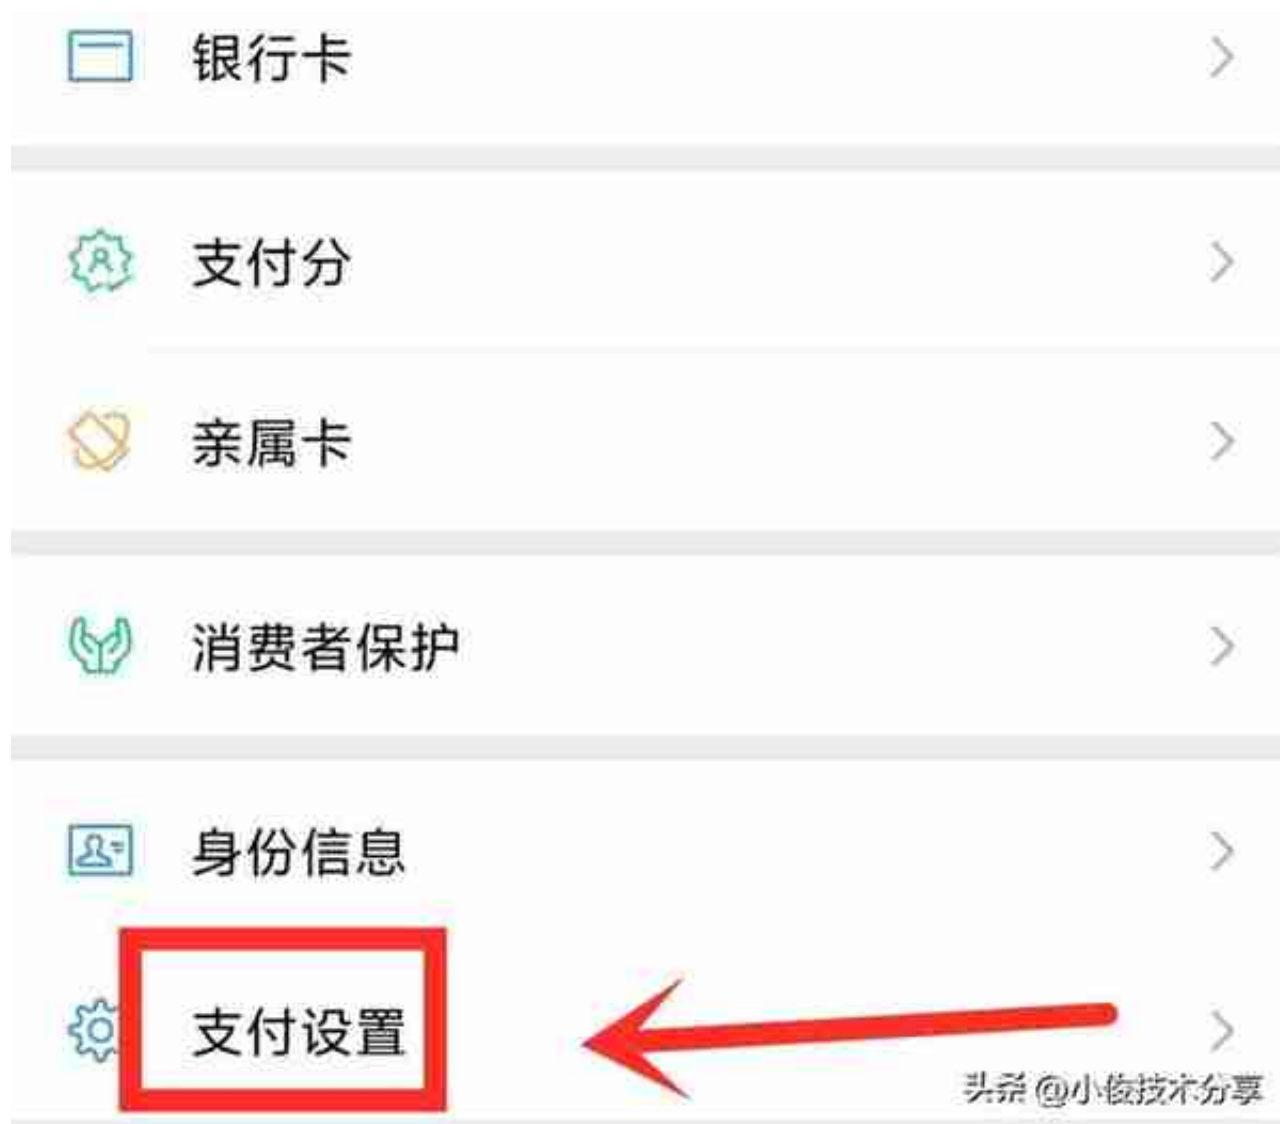 银行卡
支付分
亲属卡
消费者保护
身份信息
支付设置
头条 @小俊技术分享